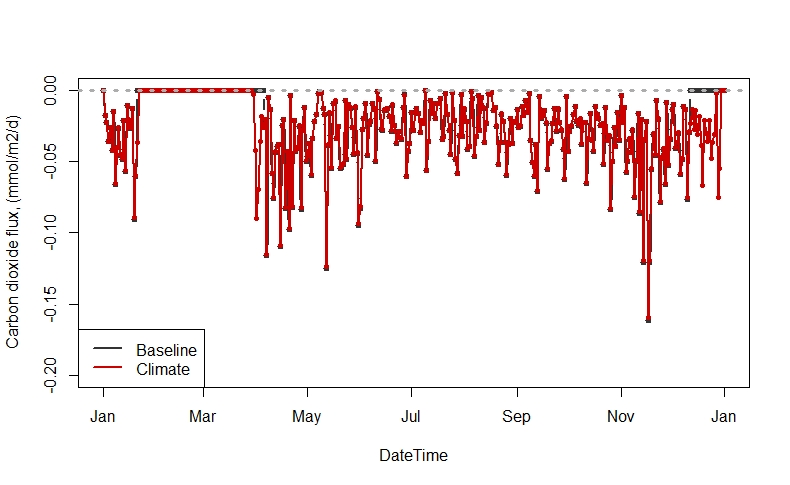 Carbon dioxide flux, (mmol/m2/d)
0.00
-0.05
-0.10
-0.15
-0.20
Baseline
Climate
Jan Mar May Jul Sep Nov Jan
DateTime